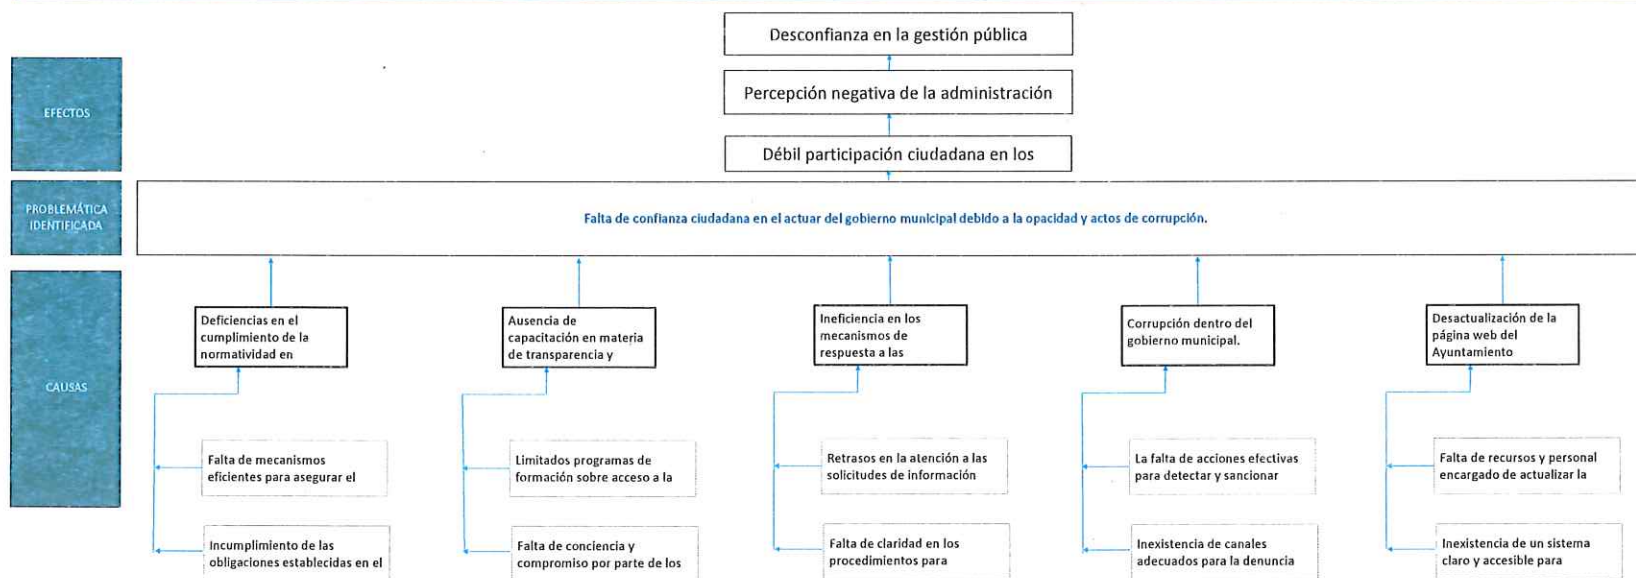 Desconfianza en la gestión pública
EFECTOS
Percepción negativa de la administración
Débil participación ciudadana en los
PROBLEMÁTICA
IDENTIFICADA
Falta de confianza ciudadana en el actuar del gobierno municipal debido a la opacidad y actos de corrupción.
CAUSAS
Deficiencias en el
cumplimiento de la
normatividad en
Ausencia de
capacitación en materia
de transparencia y
Ineficiencia en los
mecanismos de
respuesta a las
Corrupción dentro del
gobierno municipal.
Desactualización de la
página web del
Ayuntamiento
Falta de mecanismos
eficientes para asegurar el
Limitados programas de
formación sobre acceso a la
Retrasos en la atención a las
solicitudes de información
La falta de acciones efectivas
para detectar y sancionar
Falta de recursos y personal
encargado de actualizar la
Incumplimiento de las
obligaciones establecidas en el
Falta de conciencia y
compromiso por parte de los
Falta de claridad en los
procedimientos para
Inexistencia de canales
adecuados para la denuncia
Inexistencia de un sistema
claro y accesible para